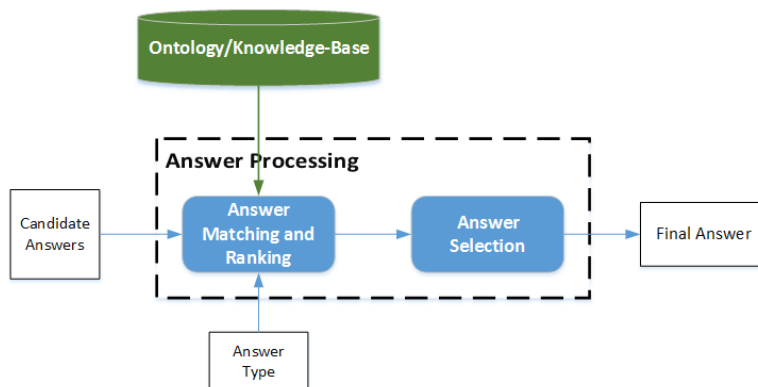 Ontology/Knowledge-Base
Answer Processing
Candidate
Answers
Answer
Matching and
Ranking
Answer
Selection
Final Answer
Answer
Type